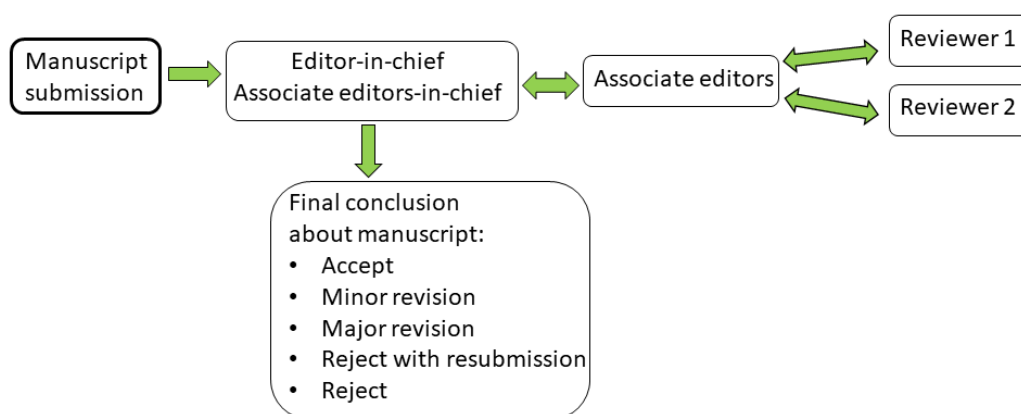 Manuscript
submission
Editor-in-chief
Associate editors-in-chief
Associate editors
Reviewer 1
Reviewer 2
Final conclusion
about manuscript:
• Accept
• Minor revision
• Major revision
• Reject with resubmission
• Reject